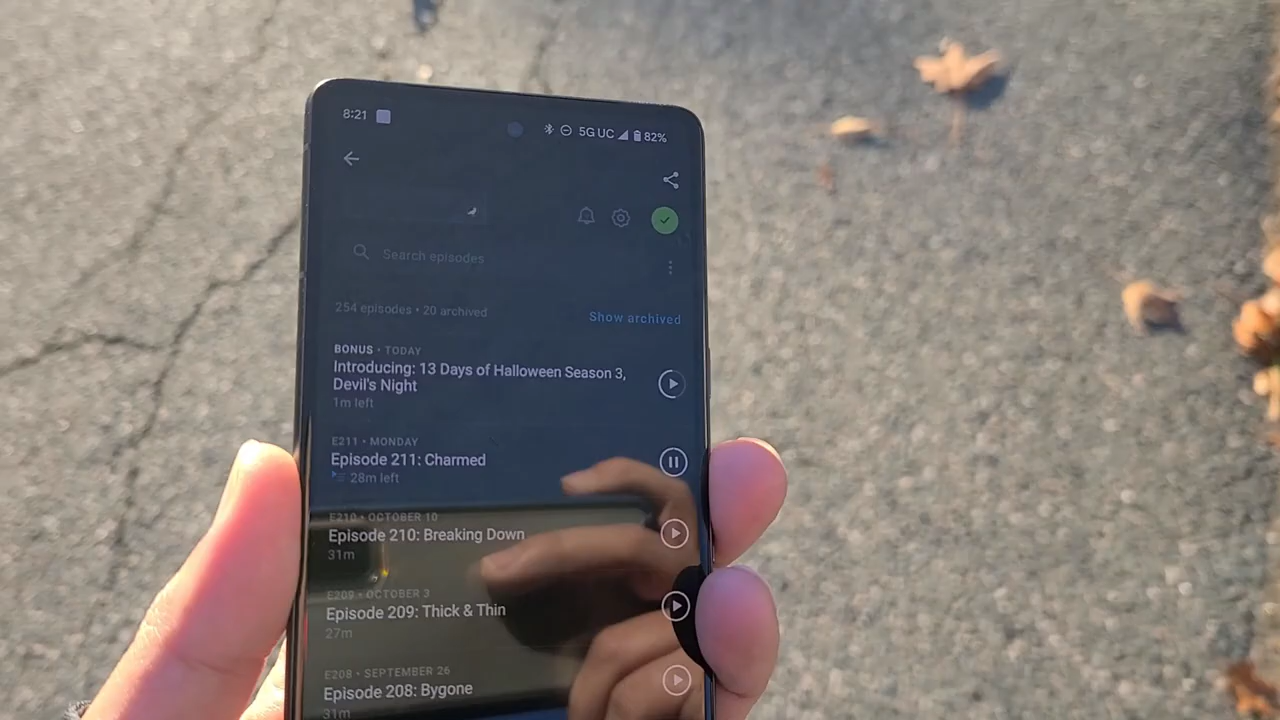 8:21 5G UC 82%
Search episodes
254 episodes • 20 archived Show archived
BONUS • TODAY
Introducing: 13 Days of Halloween Season 3,
Devil's Night
1m left
E211 • MONDAY
Episode 211: Charmed
28m left
E210 • OCTOBER 10
Episode 210: Breaking Down
31m
E209 • OCTOBER 3
Episode 209: Thick & Thin
27m
E208 • SEPTEMBER 26
Episode 208: Bygone
31m